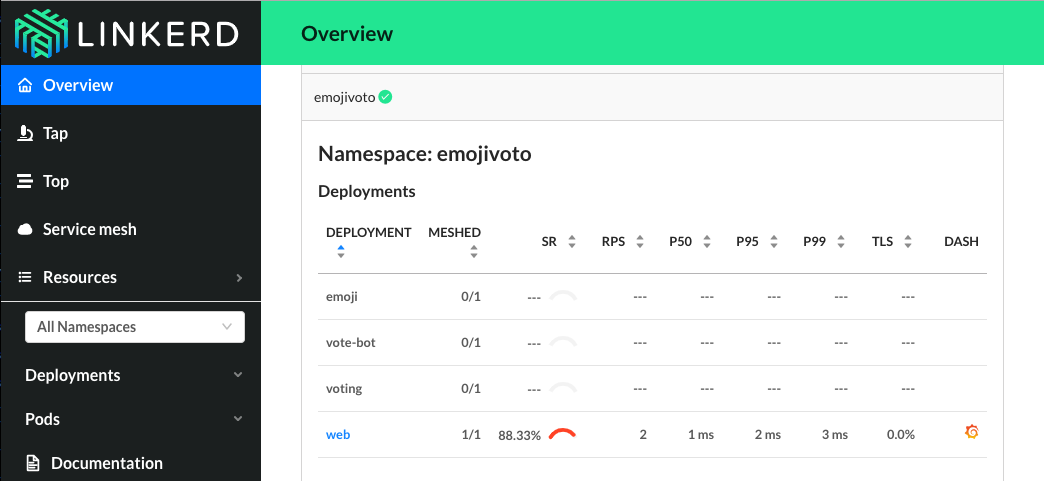 LINKERD
Overview
Tap
Top
Service mesh
Resources
All Namespaces
Deployments
Pods
Documentation
Overview
emojivoto
Namespace: emojivoto
Deployments
DEPLOYMENT MESHED SR RPS P50 P95 P99 TLS DASH
emoji 0/1 --- --- --- --- --- ---
vote-bot 0/1 --- --- --- --- --- ---
voting 0/1 --- --- --- --- --- ---
web 1/1 88.33% 2 1 ms 2 ms 3 ms 0.0%